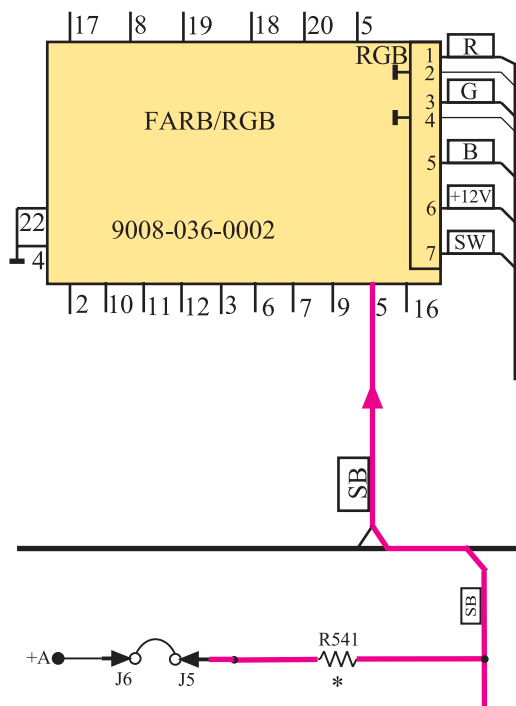 17 8 19 18 20 5
RGB 1 R
2
FARB/RGB 3 G
4
5 B
22 6 +12V
9008-036-0002
4 7 SW
2 10 11 12 3 6 7 9 5 16
SB
SB
R541
+A
J6 J5 *